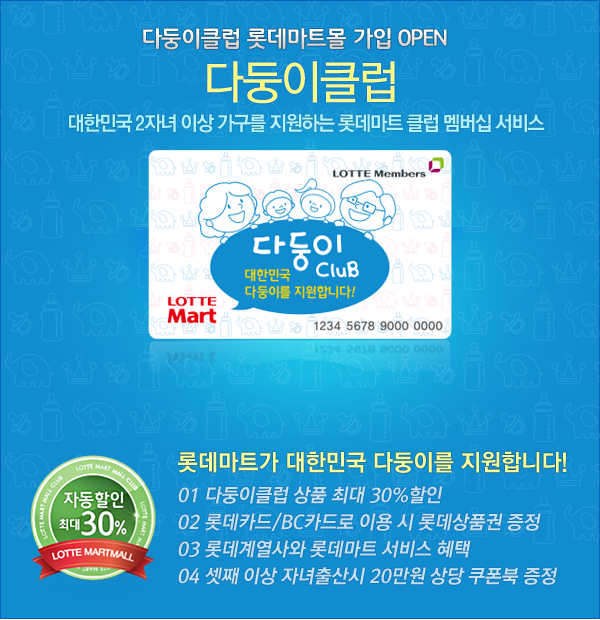 다둥이클럽 롯데마트몰 가입 OPEN
다둥이클럽
대한민국 2자녀 이상 가구를 지원하는 롯데마트 클럽 멤버십 서비스
LOTTE Members
다둥이
CluB
대한민국
다둥이를 지원합니다!
LOTTE
Mart
1234 5678 9000 0000
LOTTE MART MALL CLUB
자동할인
최대 30%
LOTTE MARTMALL
롯데마트가 대한민국 다둥이를 지원합니다!
01 다둥이클럽 상품 최대 30%할인
02 롯데카드/BC카드로 이용 시 롯데상품권 증정
03 롯데계열사와 롯데마트 서비스 혜택
04 셋째 이상 자녀출산시 20만원 상당 쿠폰북 증정